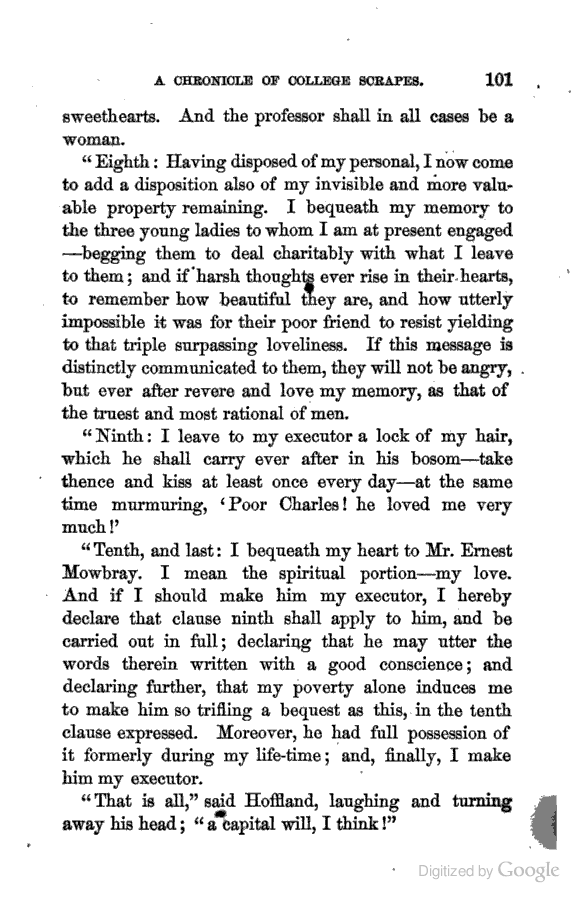 A CHRONICLE OF COLLEGE SCRAPES. 101
sweethearts. And the professor shall in all cases be a
woman.
“Eighth: Having disposed of my personal, I now come
to add a disposition also of my invisible and more valu-
able property remaining. I bequeath my memory to
the three young ladies to whom I am at present engaged
—begging them to deal charitably with what I leave
to them; and if harsh thoughts ever rise in their hearts,
to remember how beautiful they are, and how utterly
impossible it was for their poor friend to resist yielding
to that triple surpassing loveliness. If this message is
distinctly communicated to them, they will not be angry,
but ever after revere and love my memory, as that of
the truest and most rational of men.
“Ninth: I leave to my executor a lock of my hair,
which he shall carry ever after in his bosom—take
thence and kiss at least once every day—at the same
time murmuring, ‘Poor Charles! he loved me very
much!’
“Tenth, and last: I bequeath my heart to Mr. Ernest
Mowbray. I mean the spiritual portion—my love.
And if I should make him my executor, I hereby
declare that clause ninth shall apply to him, and be
carried out in full; declaring that he may utter the
words therein written with a good conscience; and
declaring further, that my poverty alone induces me
to make him so trifling a bequest as this, in the tenth
clause expressed. Moreover, he had full possession of
it formerly during my life-time; and, finally, I make
him my executor.
“That is all,” said Hoffland, laughing and turning
away his head; “a capital will, I think!”
Digitized by Google